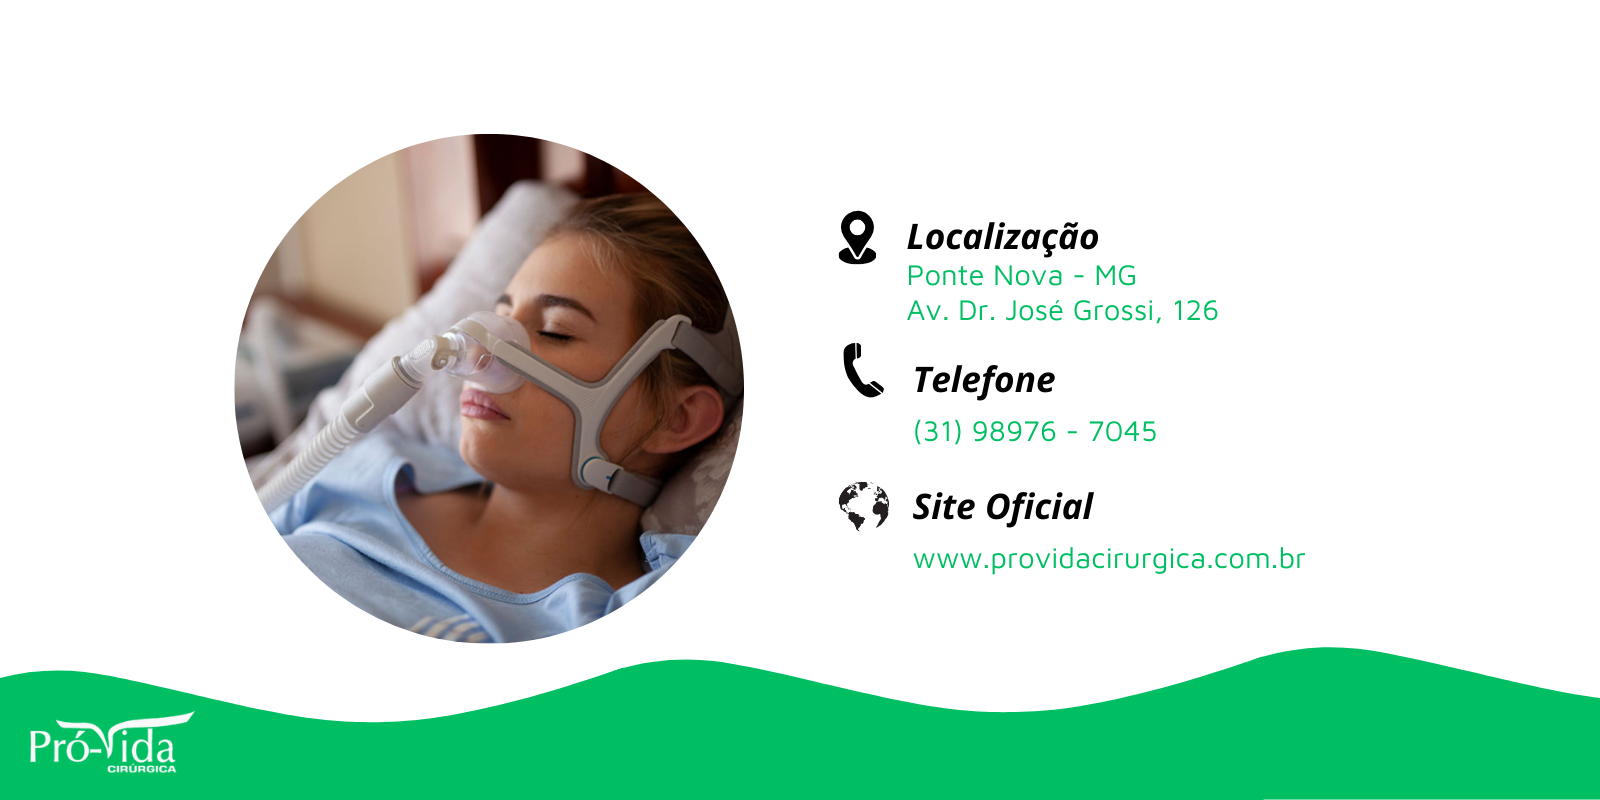 Localização
Ponte Nova - MG
Av. Dr. José Grossi, 126
Telefone
(31) 98976 - 7045
Site Oficial
www.providacirurgica.com.br
Pró-Vida
CIRÚRGICA